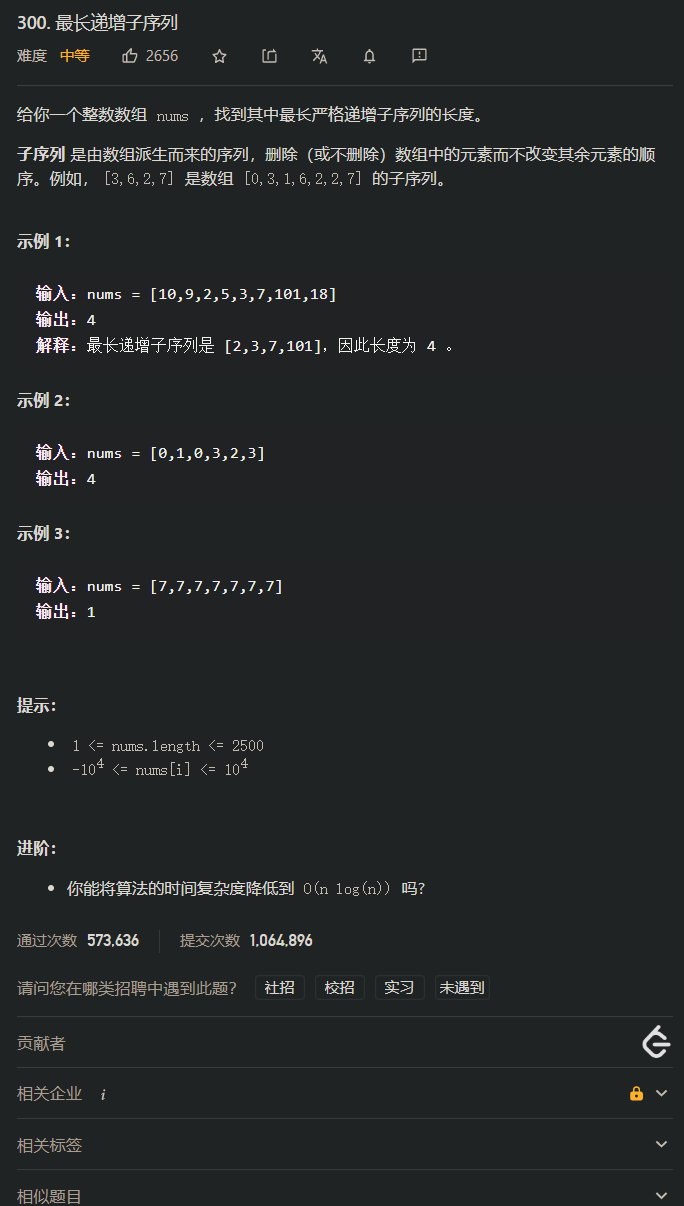 300. 最长递增子序列
难度 中等 2656
给你一个整数数组 nums ，找到其中最长严格递增子序列的长度。
子序列 是由数组派生而来的序列，删除（或不删除）数组中的元素而不改变其余元素的顺
序。例如，[3,6,2,7] 是数组 [0,3,1,6,2,2,7] 的子序列。
示例 1：
输入：nums = [10,9,2,5,3,7,101,18]
输出：4
解释：最长递增子序列是 [2,3,7,101]，因此长度为 4 。
示例 2：
输入：nums = [0,1,0,3,2,3]
输出：4
示例 3：
输入：nums = [7,7,7,7,7,7,7]
输出：1
提示：
• 1 <= nums.length <= 2500
• -10⁴ <= nums[i] <= 10⁴
进阶：
• 你能将算法的时间复杂度降低到 O(n log(n)) 吗?
通过次数 573,636 提交次数 1,064,896
请问您在哪类招聘中遇到此题？ 社招 校招 实习 未遇到
贡献者
相关企业 i
相关标签
相似题目